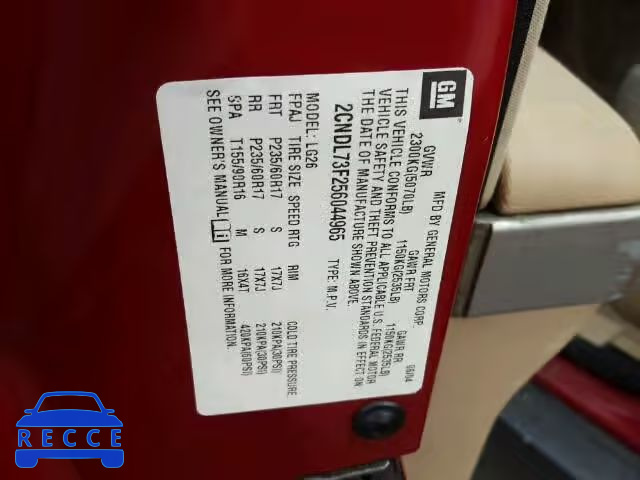 GM
MFD BY GENERAL MOTORS CORP. 06/04
GVWR GAWR FRT GAWR RR
2300KG(5070LB) 1150KG(2535LB) 1150KG(2535LB)
THIS VEHICLE CONFORMS TO ALL APPLICABLE U.S. FEDERAL MOTOR
VEHICLE SAFETY AND THEFT PREVENTION STANDARDS IN EFFECT ON
THE DATE OF MANUFACTURE SHOWN ABOVE.
2CNDL73F256044965 TYPE: M.P.V.
MODEL: LG26
FPAJ TIRE SIZE SPEED RTG RIM COLD TIRE PRESSURE
FRT P235/60R17 S 17X7J 210KPA(30PSI)
RR P235/60R17 S 17X7J 210KPA(30PSI)
SPA T155/90R16 M 16X4T 420KPA(60PSI)
SEE OWNER'S MANUAL FOR MORE INFORMATION.
RECCE